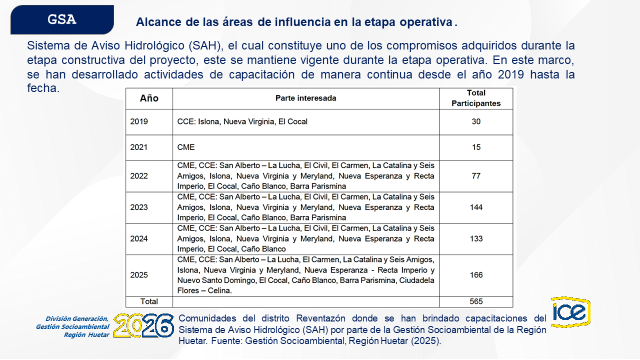 GSA
Alcance de las áreas de influencia en la etapa operativa.
Sistema de Aviso Hidrológico (SAH), el cual constituye uno de los compromisos adquiridos durante la
etapa constructiva del proyecto, este se mantiene vigente durante la etapa operativa. En este marco,
se han desarrollado actividades de capacitación de manera continua desde el año 2019 hasta la
fecha.
Año Parte interesada Total
Participantes
2019 CCE: Islona, Nueva Virginia, El Cocal 30
2021 CME 15
CME, CCE: San Alberto – La Lucha, El Civil, El Carmen, La Catalina y Seis
2022 Amigos, Islona, Nueva Virginia y Meryland, Nueva Esperanza y Recta 77
Imperio, El Cocal, Caño Blanco, Barra Parismina
CME, CCE: San Alberto – La Lucha, El Civil, El Carmen, La Catalina y Seis
2023 Amigos, Islona, Nueva Virginia y Meryland, Nueva Esperanza y Recta 144
Imperio, El Cocal, Caño Blanco, Barra Parismina
CME, CCE: San Alberto – La Lucha, El Civil, El Carmen, La Catalina y Seis
2024 Amigos, Islona, Nueva Virginia y Meryland, Nueva Esperanza y Recta 133
Imperio, El Cocal, Caño Blanco
CME, CCE: San Alberto – La Lucha, El Carmen, La Catalina y Seis Amigos,
2025 Islona, Nueva Virginia y Meryland, Nueva Esperanza - Recta Imperio y 166
Nuevo Santo Domingo, El Cocal, Caño Blanco, Barra Parismina, Ciudadela
Flores – Celina.
Total 565
División Generación.
Gestión Socioambiental
Región Huetar
2026
Comunidades del distrito Reventazón donde se han brindado capacitaciones del
Sistema de Aviso Hidrológico (SAH) por parte de la Gestión Socioambiental de la Región
Huetar. Fuente: Gestión Socioambiental, Región Huetar (2025).
ice